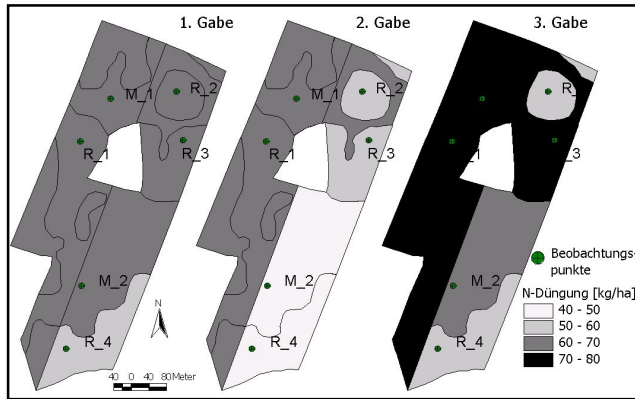 1. Gabe
2. Gabe
3. Gabe
M_1
R_2
R_1
R_3
M_2
R_4
M_1
R_2
R_1
R_3
M_2
R_4
R_
R_3
_1
M_2
R_4
N
40 0 40 80 Meter
Beobachtungs-
punkte
N-Düngung [kg/ha]
40 - 50
50 - 60
60 - 70
70 - 80